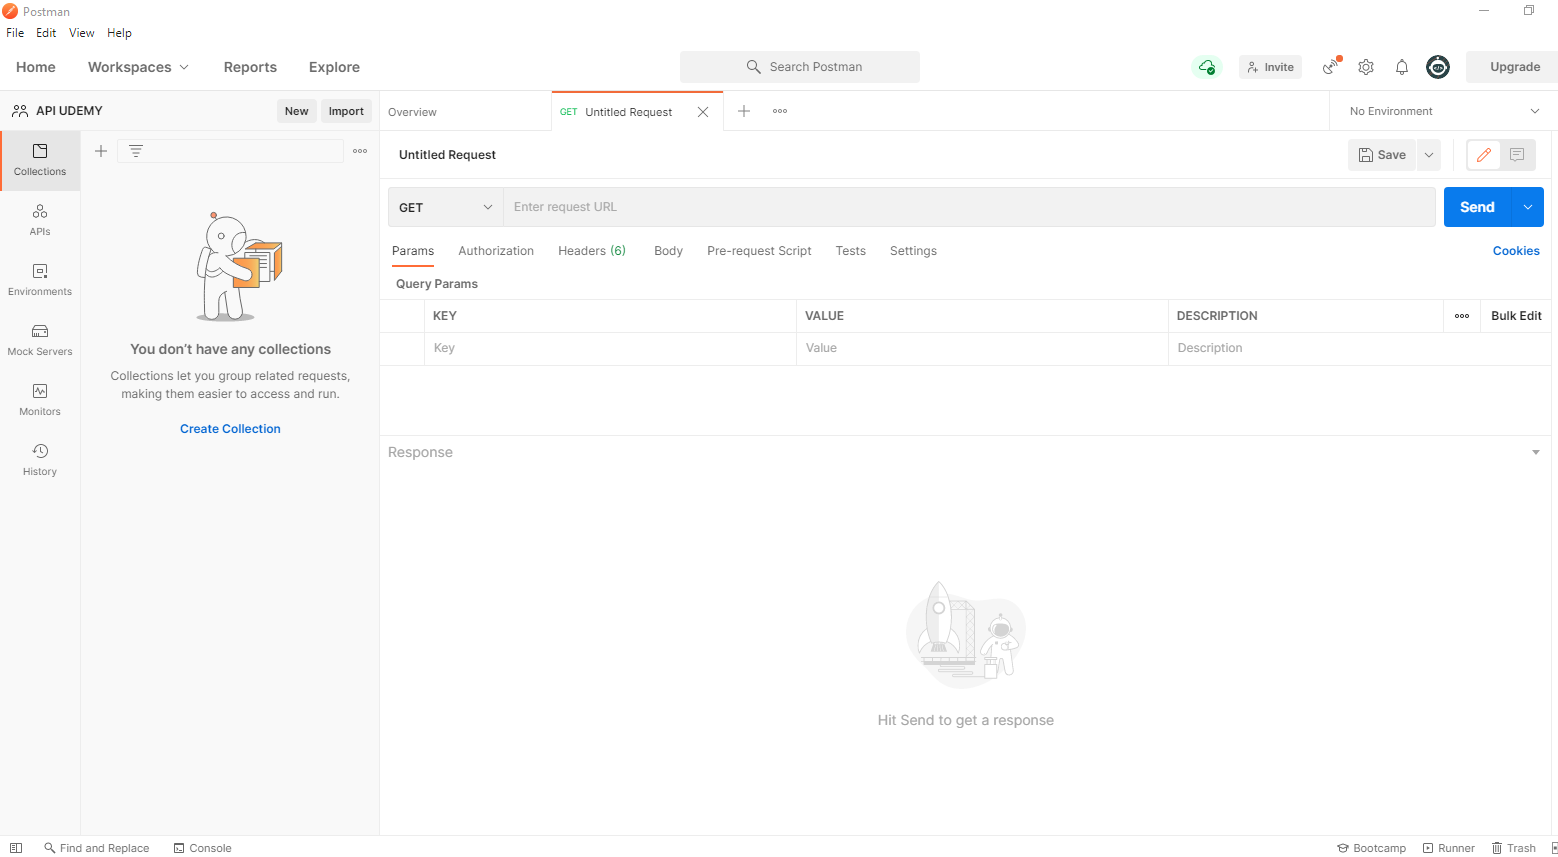 Postman
File Edit View Help
Home Workspaces Reports Explore Search Postman Invite Upgrade
API UDEMY New Import Overview GET Untitled Request No Environment
Untitled Request Save
Collections
GET Enter request URL Send
APIs
Params Authorization Headers (6) Body Pre-request Script Tests Settings Cookies
Query Params
Environments
KEY VALUE DESCRIPTION Bulk Edit
Key Value Description
Mock Servers
You don't have any collections
Collections let you group related requests,
making them easier to access and run.
Monitors
Create Collection
Response
History
Hit Send to get a response
Find and Replace Console Bootcamp Runner Trash